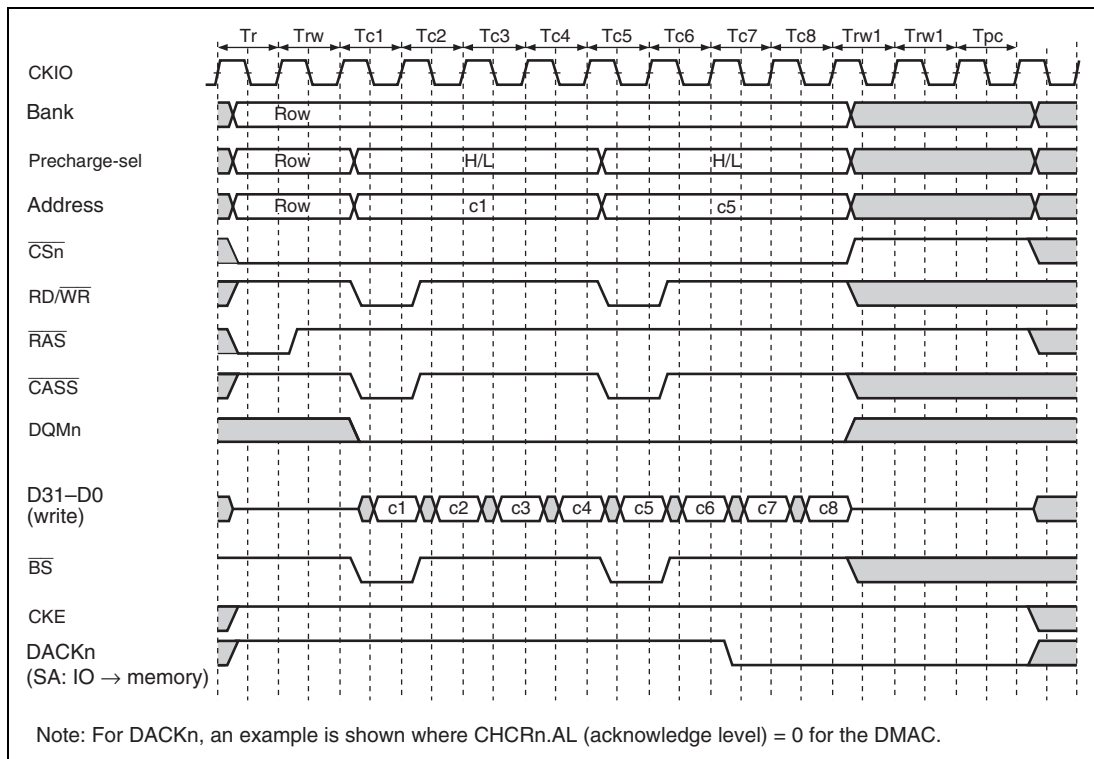 Tr Trw Tc1 Tc2 Tc3 Tc4 Tc5 Tc6 Tc7 Tc8 Trw1 Trw1 Tpc
CKIO
Bank Row
Precharge-sel Row H/L H/L
Address Row c1 c5
CSn
RD/WR
RAS
CASS
DQMn
D31–D0
(write) c1 c2 c3 c4 c5 c6 c7 c8
BS
CKE
DACKn
(SA: IO → memory)
Note: For DACKn, an example is shown where CHCRn.AL (acknowledge level) = 0 for the DMAC.